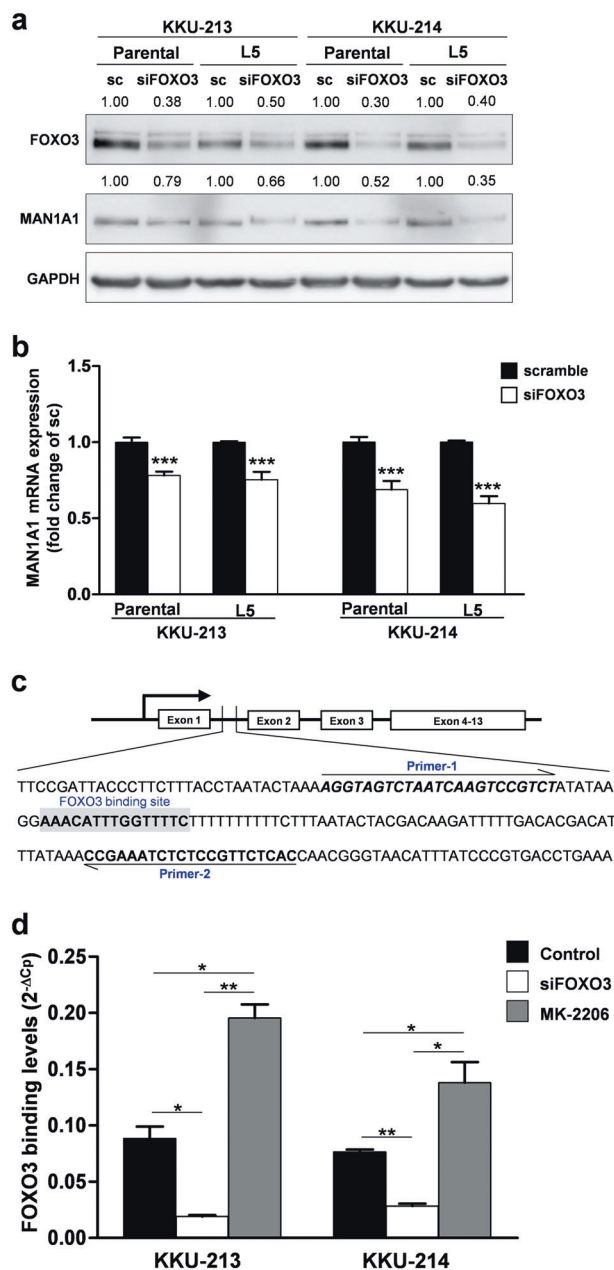 a
KKU-213 KKU-214
Parental L5 Parental L5
sc siFOXO3 sc siFOXO3 sc siFOXO3 sc siFOXO3
1.00 0.38 1.00 0.50 1.00 0.30 1.00 0.40
FOXO3
1.00 0.79 1.00 0.66 1.00 0.52 1.00 0.35
MAN1A1
GAPDH
b
MAN1A1 mRNA expression
(fold change of sc)
1.5
1.0
0.5
0.0
scramble
siFOXO3
*** *** *** ***
Parental L5 Parental L5
KKU-213 KKU-214
c
Exon 1 Exon 2 Exon 3 Exon 4-13
Primer-1
TTCCGATTACCCTTCTTTACCTAATACTAAAAGGTAGTCTAATCAAGTCCGTCTATATAA
FOXO3 binding site
GGAAACATTTGGTTTTCTTTTTTTTTTCTTTAATACTACGACAAGATTTTTGACACGACAT
TTATAAACCGAAATCTCTCCGTTCTCACCAACGGGTAACATTTATCCCGTGACCTGAAA
Primer-2
d
FOXO3 binding levels (2-ΔCp)
0.25
0.20
0.15
0.10
0.05
0.00
Control
siFOXO3
MK-2206
* ** *
* * **
KKU-213 KKU-214